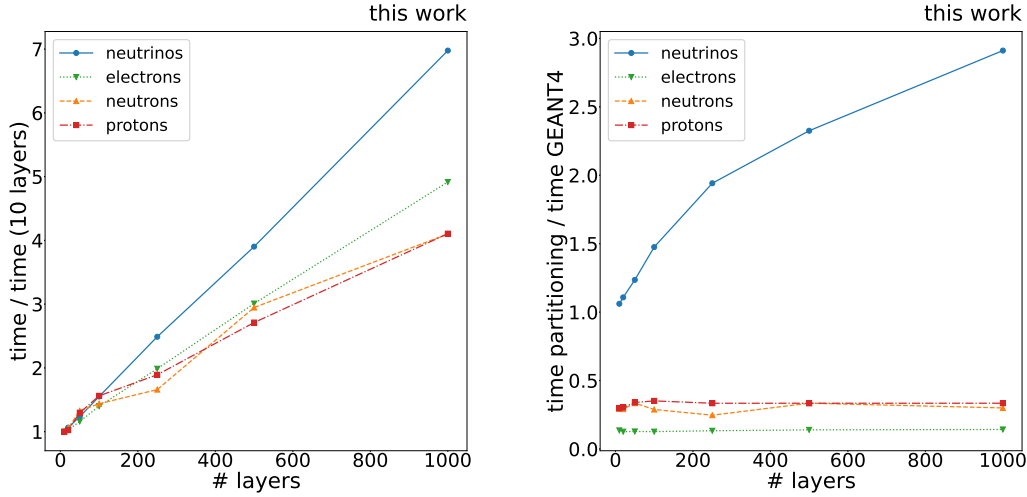 this work
neutrinos
electrons
neutrons
protons
7
6
5
4
3
2
1
time / time (10 layers)
0 200 400 600 800 1000
# layers
this work
neutrinos
electrons
neutrons
protons
3.0
2.5
2.0
1.5
1.0
0.5
0.0
time partitioning / time GEANT4
0 200 400 600 800 1000
# layers